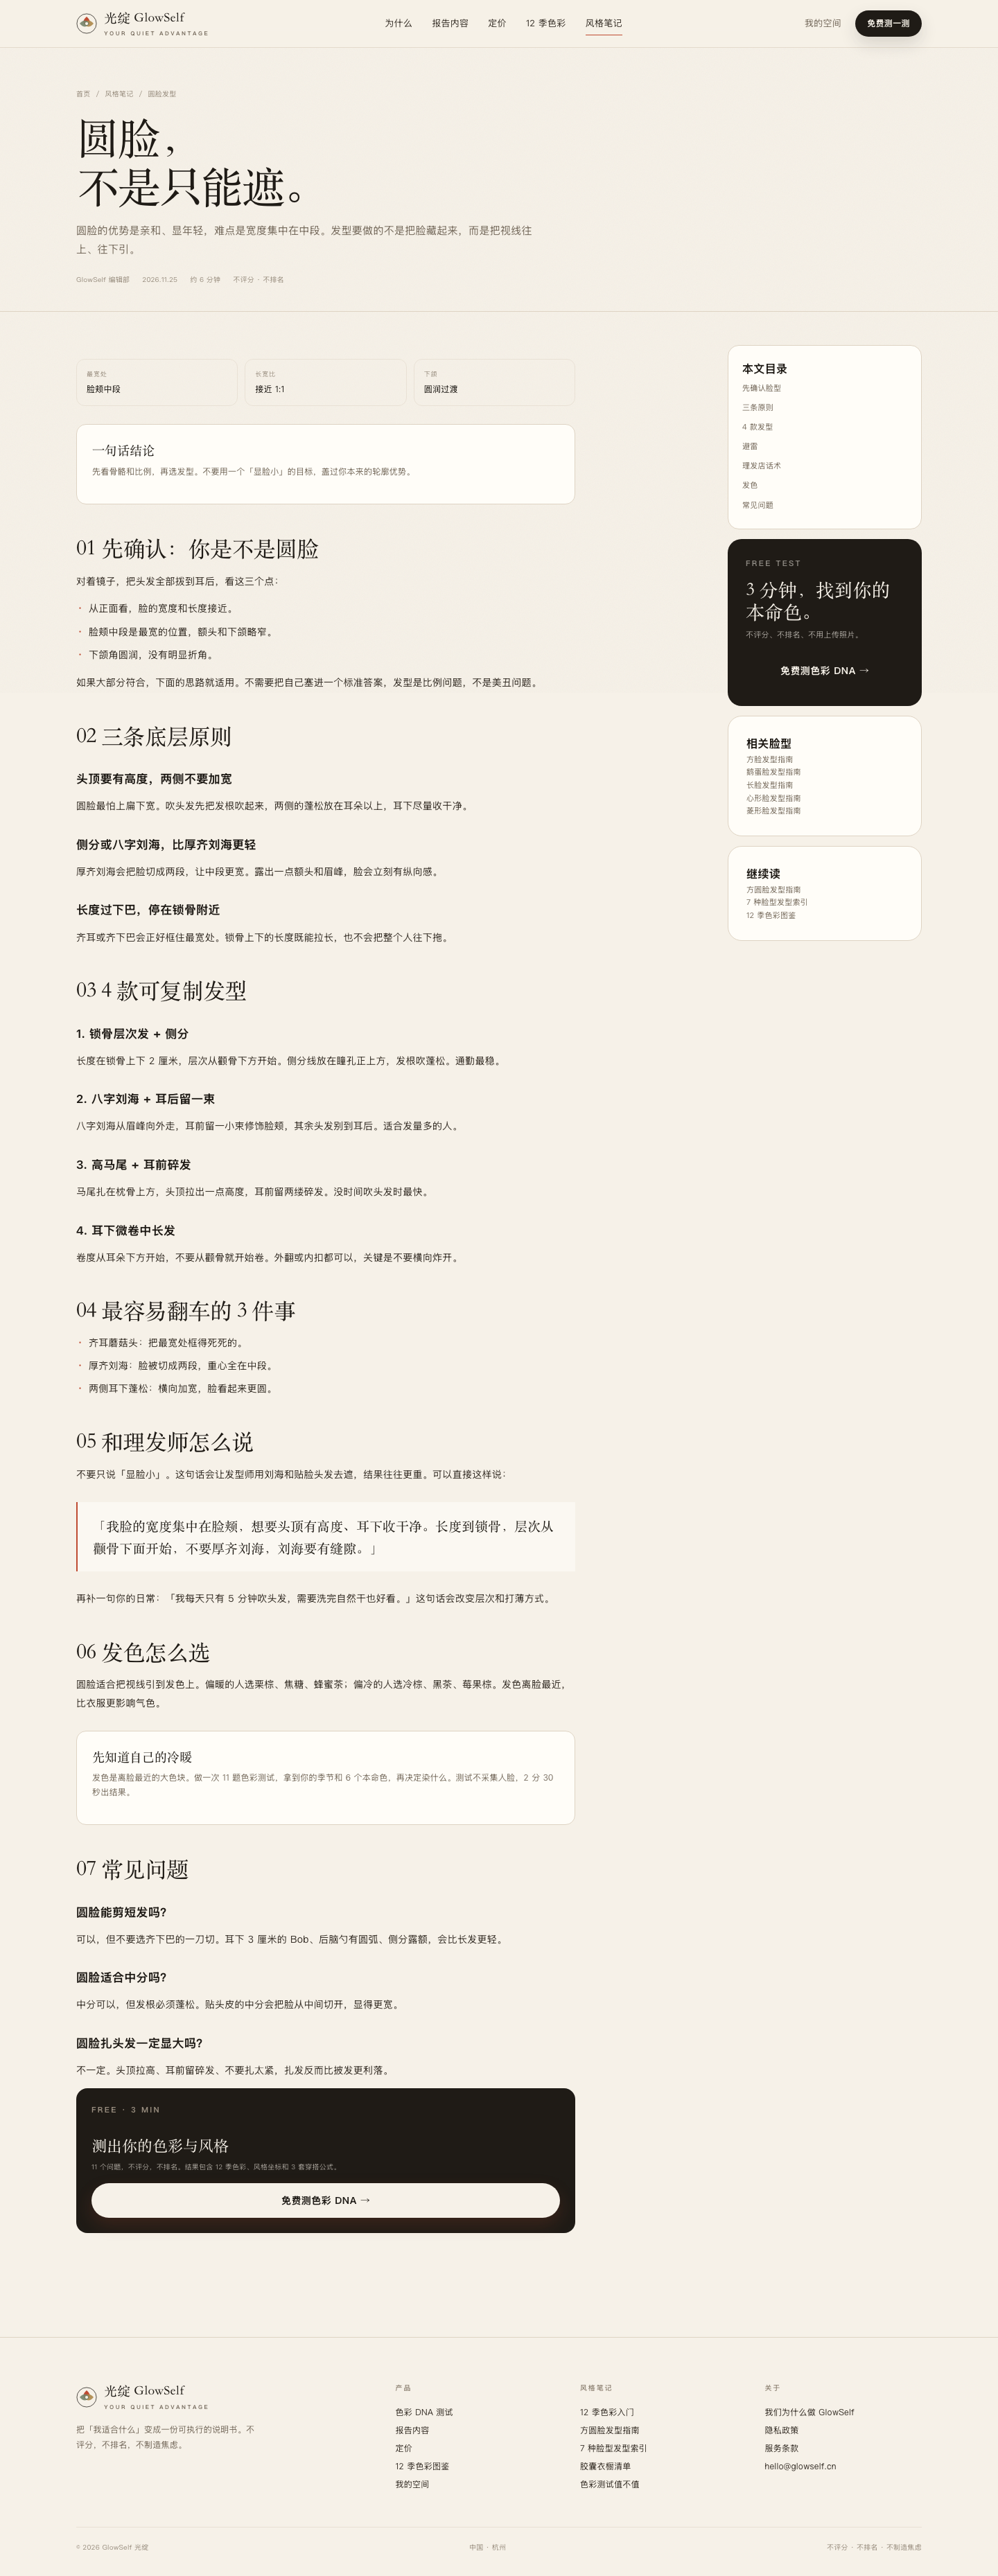 光绽 GlowSelf
YOUR QUIET ADVANTAGE
为什么
报告内容
定价
12 季色彩
风格笔记
我的空间
免费测一测
首页 / 风格笔记 / 圆脸发型
圆脸，
不是只能遮。
圆脸的优势是亲和、显年轻，难点是宽度集中在中段。发型要做的不是把脸藏起来，而是把视线往
上、往下引。
GlowSelf 编辑部
2026.11.25
约 6 分钟
不评分 · 不排名
最宽处
脸颊中段
长宽比
接近 1:1
下颌
圆润过渡
一句话结论
先看骨骼和比例，再选发型。不要用一个「显脸小」的目标，盖过你本来的轮廓优势。
01 先确认：你是不是圆脸
对着镜子，把头发全部拨到耳后，看这三个点：
· 从正面看，脸的宽度和长度接近。
· 脸颊中段是最宽的位置，额头和下颌略窄。
· 下颌角圆润，没有明显折角。
如果大部分符合，下面的思路就适用。不需要把自己塞进一个标准答案，发型是比例问题，不是美丑问题。
02 三条底层原则
头顶要有高度，两侧不要加宽
圆脸最怕上扁下宽。吹头发先把发根吹起来，两侧的蓬松放在耳朵以上，耳下尽量收干净。
侧分或八字刘海，比厚齐刘海更轻
厚齐刘海会把脸切成两段，让中段更宽。露出一点额头和眉峰，脸会立刻有纵向感。
长度过下巴，停在锁骨附近
齐耳或齐下巴会正好框住最宽处。锁骨上下的长度既能拉长，也不会把整个人往下拖。
03 4 款可复制发型
1. 锁骨层次发 + 侧分
长度在锁骨上下 2 厘米，层次从颧骨下方开始。侧分线放在瞳孔正上方，发根吹蓬松。通勤最稳。
2. 八字刘海 + 耳后留一束
八字刘海从眉峰向外走，耳前留一小束修饰脸颊，其余头发别到耳后。适合发量多的人。
3. 高马尾 + 耳前碎发
马尾扎在枕骨上方，头顶拉出一点高度，耳前留两缕碎发。没时间吹头发时最快。
4. 耳下微卷中长发
卷度从耳朵下方开始，不要从颧骨就开始卷。外翻或内扣都可以，关键是不要横向炸开。
04 最容易翻车的 3 件事
· 齐耳蘑菇头：把最宽处框得死死的。
· 厚齐刘海：脸被切成两段，重心全在中段。
· 两侧耳下蓬松：横向加宽，脸看起来更圆。
05 和理发师怎么说
不要只说「显脸小」。这句话会让发型师用刘海和贴脸头发去遮，结果往往更重。可以直接这样说：
「我脸的宽度集中在脸颊，想要头顶有高度、耳下收干净。长度到锁骨，层次从
颧骨下面开始，不要厚齐刘海，刘海要有缝隙。」
再补一句你的日常：「我每天只有 5 分钟吹头发，需要洗完自然干也好看。」这句话会改变层次和打薄方式。
06 发色怎么选
圆脸适合把视线引到发色上。偏暖的人选栗棕、焦糖、蜂蜜茶；偏冷的人选冷棕、黑茶、莓果棕。发色离脸最近，
比衣服更影响气色。
先知道自己的冷暖
发色是离脸最近的大色块。做一次 11 题色彩测试，拿到你的季节和 6 个本命色，再决定染什么。测试不采集人脸，2 分 30
秒出结果。
07 常见问题
圆脸能剪短发吗?
可以，但不要选齐下巴的一刀切。耳下 3 厘米的 Bob、后脑勺有圆弧、侧分露额，会比长发更轻。
圆脸适合中分吗?
中分可以，但发根必须蓬松。贴头皮的中分会把脸从中间切开，显得更宽。
圆脸扎头发一定显大吗?
不一定。头顶拉高、耳前留碎发、不要扎太紧，扎发反而比披发更利落。
FREE · 3 MIN
测出你的色彩与风格
11 个问题，不评分，不排名。结果包含 12 季色彩、风格坐标和 3 套穿搭公式。
免费测色彩 DNA →
本文目录
先确认脸型
三条原则
4 款发型
避雷
理发店话术
发色
常见问题
FREE TEST
3 分钟，找到你的
本命色。
不评分、不排名、不用上传照片。
免费测色彩 DNA →
相关脸型
方脸发型指南
鹅蛋脸发型指南
长脸发型指南
心形脸发型指南
菱形脸发型指南
继续读
方圆脸发型指南
7 种脸型发型索引
12 季色彩图鉴
光绽 GlowSelf
YOUR QUIET ADVANTAGE
把「我适合什么」变成一份可执行的说明书。不
评分，不排名，不制造焦虑。
产品
色彩 DNA 测试
报告内容
定价
12 季色彩图鉴
我的空间
风格笔记
12 季色彩入门
方圆脸发型指南
7 种脸型发型索引
胶囊衣橱清单
色彩测试值不值
关于
我们为什么做 GlowSelf
隐私政策
服务条款
hello@glowself.cn
© 2026 GlowSelf 光绽
中国 · 杭州
不评分 · 不排名 · 不制造焦虑